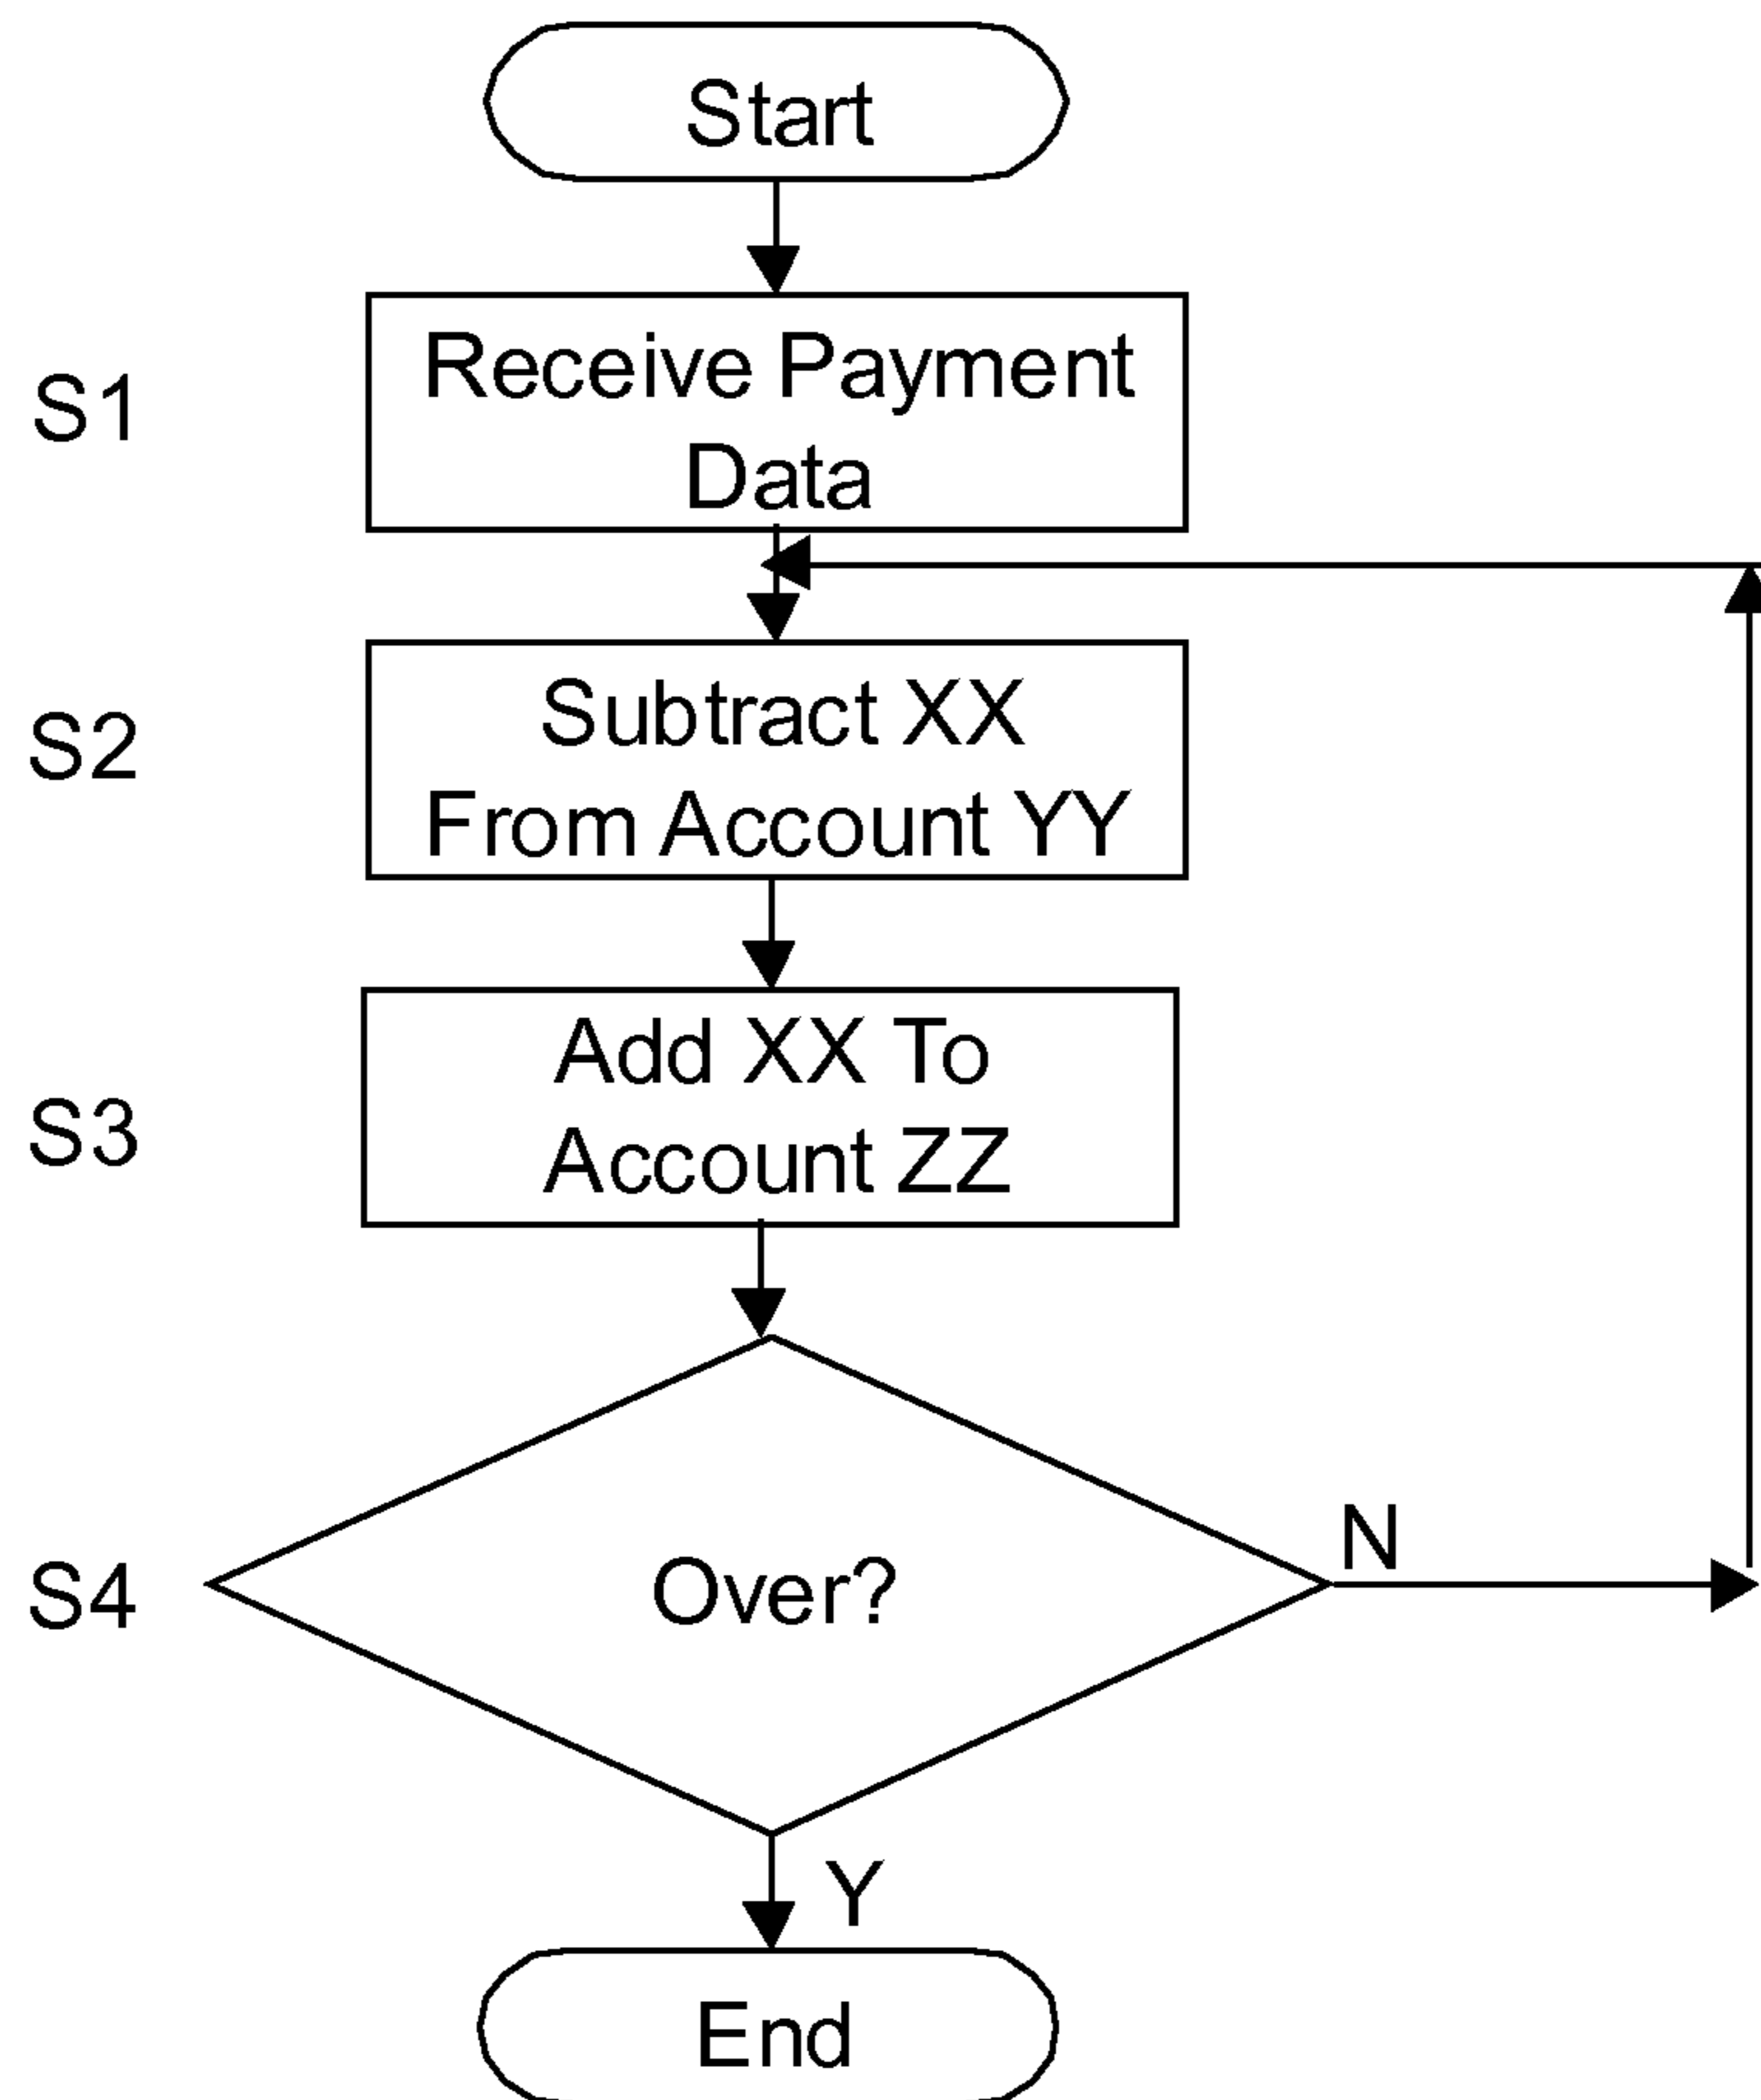 Start
S1
Receive Payment
Data
S2
Subtract XX
From Account YY
S3
Add XX To
Account ZZ
S4
Over?
N
Y
End